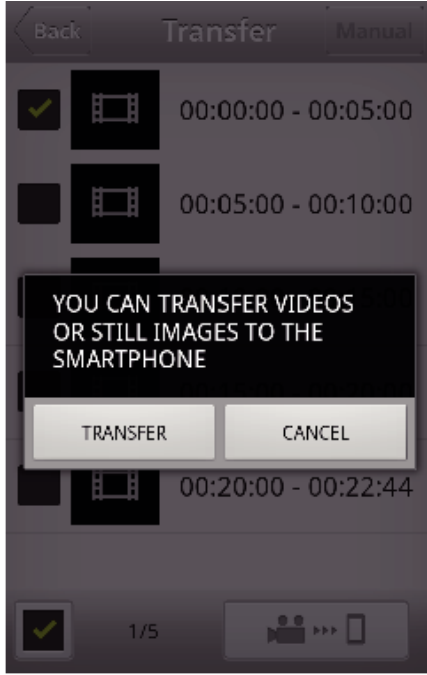 Back Transfer Manual
00:00:00 - 00:05:00
00:05:00 - 00:10:00
YOU CAN TRANSFER VIDEOS
OR STILL IMAGES TO THE
SMARTPHONE
TRANSFER CANCEL
00:20:00 - 00:22:44
1/5